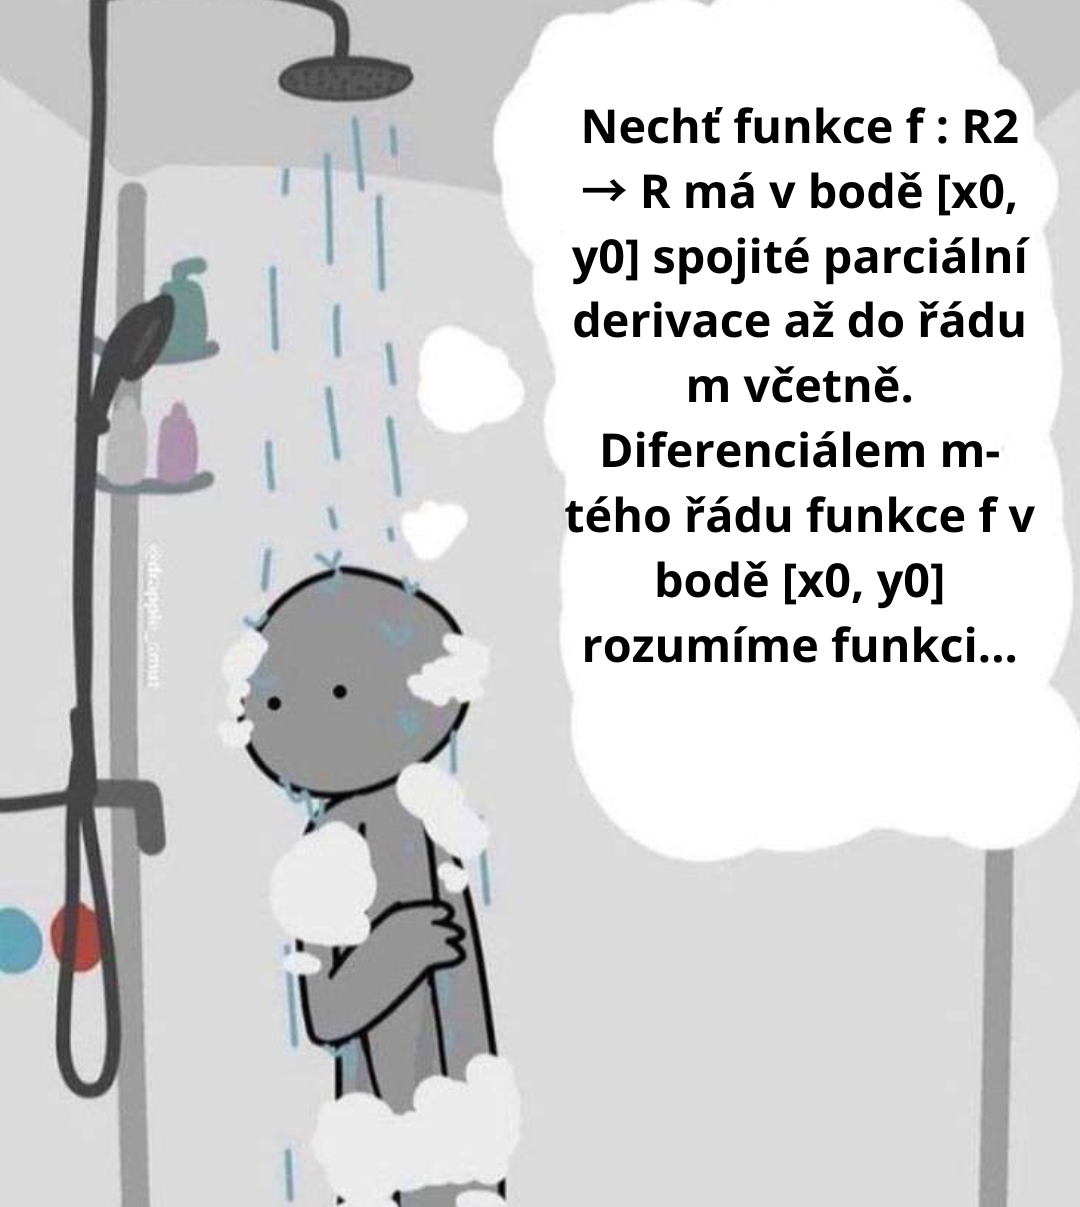 Nechť funkce f : R2
→ R má v bodě [x0,
y0] spojité parciální
derivace až do řádu
m včetně.
Diferenciálem m-
tého řádu funkce f v
bodě [x0, y0]
rozumíme funkci...